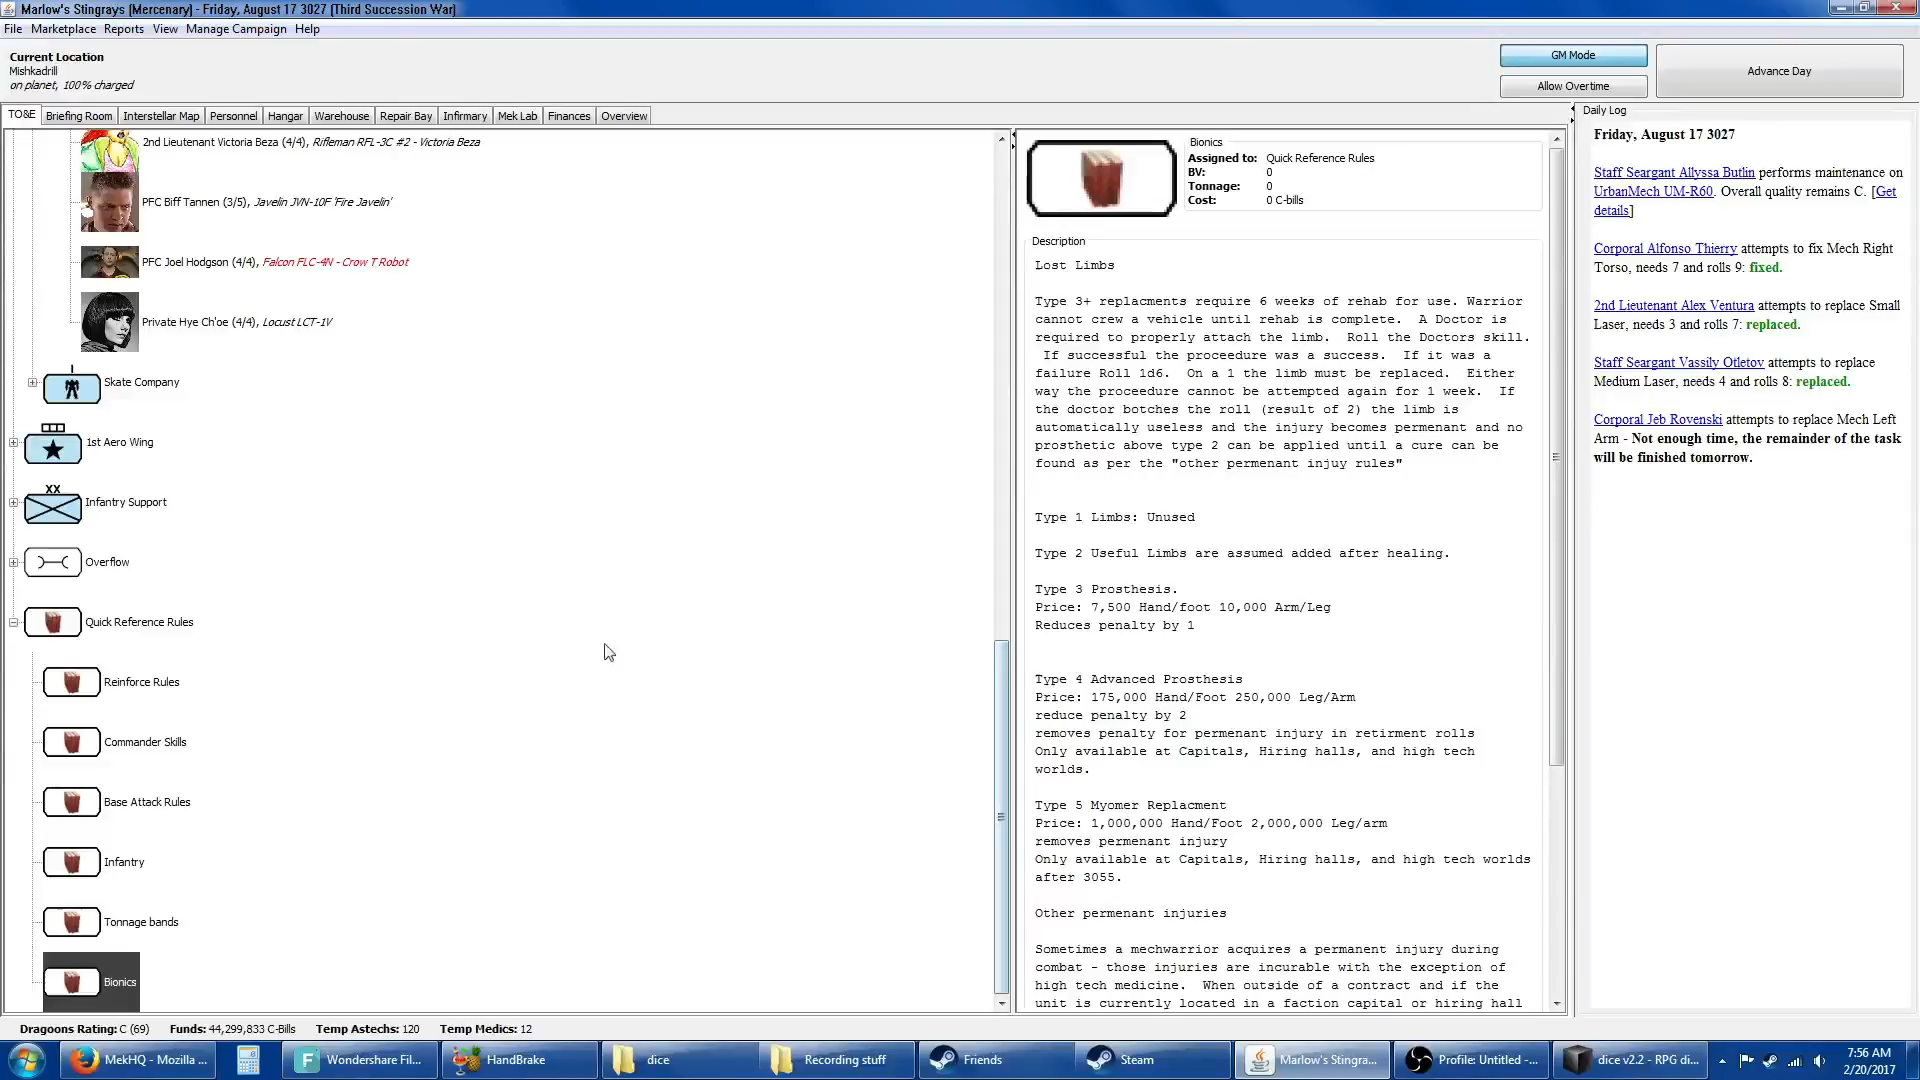 Marlow's Stingrays (Mercenary) - Friday, August 17 3027 (Third Succession War)
File Marketplace Reports View Manage Campaign Help
Current Location
Mishkadrill
on planet, 100% charged
GM Mode
Allow Overtime
Advance Day
TO&E Briefing Room Interstellar Map Personnel Hangar Warehouse Repair Bay Infirmary Mek Lab Finances Overview
2nd Lieutenant Victoria Beza (4/4), Rifleman RFL-3C #2 - Victoria Beza
PFC Biff Tannen (3/5), Javelin JVN-10F 'Fire Javelin'
PFC Joel Hodgson (4/4), Falcon FLC-4N - Crow T Robot
Private Hye Ch'oe (4/4), Locust LCT-1V
I
Skate Company
1st Aero Wing
XX
Infantry Support
Overflow
Quick Reference Rules
Reinforce Rules
Commander Skills
Base Attack Rules
Infantry
Tonnage bands
Bionics
Bionics
Assigned to: Quick Reference Rules
BV: 0
Tonnage: 0
Cost: 0 C-bills
Description
Lost Limbs
Type 3+ replacments require 6 weeks of rehab for use. Warrior
cannot crew a vehicle until rehab is complete. A Doctor is
required to properly attach the limb. Roll the Doctors skill.
If successful the proceedure was a success. If it was a
failure Roll 1d6. On a 1 the limb must be replaced. Either
way the proceedure cannot be attempted again for 1 week. If
the doctor botches the roll (result of 2) the limb is
automatically useless and the injury becomes permenant and no
prosthetic above type 2 can be applied until a cure can be
found as per the "other permenant injuy rules"
Type 1 Limbs: Unused
Type 2 Useful Limbs are assumed added after healing.
Type 3 Prosthesis.
Price: 7,500 Hand/foot 10,000 Arm/Leg
Reduces penalty by 1
Type 4 Advanced Prosthesis
Price: 175,000 Hand/Foot 250,000 Leg/Arm
reduce penalty by 2
removes penalty for permenant injury in retirment rolls
Only available at Capitals, Hiring halls, and high tech
worlds.
Type 5 Myomer Replacment
Price: 1,000,000 Hand/Foot 2,000,000 Leg/arm
removes permenant injury
Only available at Capitals, Hiring halls, and high tech worlds
after 3055.
Other permenant injuries
Sometimes a mechwarrior acquires a permanent injury during
combat - those injuries are incurable with the exception of
high tech medicine. When outside of a contract and if the
unit is currently located in a faction capital or hiring hall
Daily Log
Friday, August 17 3027
Staff Seargant Allyssa Butlin performs maintenance on
UrbanMech UM-R60. Overall quality remains C. [Get
details]
Corporal Alfonso Thierry attempts to fix Mech Right
Torso, needs 7 and rolls 9: fixed.
2nd Lieutenant Alex Ventura attempts to replace Small
Laser, needs 3 and rolls 7: replaced.
Staff Seargant Vassily Otletov attempts to replace
Medium Laser, needs 4 and rolls 8: replaced.
Corporal Jeb Rovenski attempts to replace Mech Left
Arm - Not enough time, the remainder of the task
will be finished tomorrow.
Dragoons Rating: C (69) Funds: 44,299,833 C-Bills Temp Astechs: 120 Temp Medics: 12
MekHQ - Mozilla ... Wondershare Fil... HandBrake dice Recording stuff Friends Steam Marlow's Stingra... Profile: Untitled -... dice v2.2 - RPG di...
7:56 AM
2/20/2017